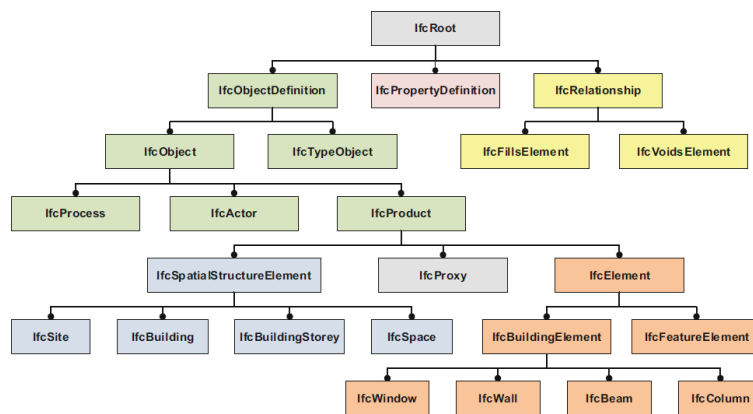 IfcRoot
IfcObjectDefinition
IfcPropertyDefinition
IfcRelationship
IfcObject
IfcTypeObject
IfcFillsElement
IfcVoidsElement
IfcProcess
IfcActor
IfcProduct
IfcSpatialStructureElement
IfcProxy
IfcElement
IfcSite
IfcBuilding
IfcBuildingStorey
IfcSpace
IfcBuildingElement
IfcFeatureElement
IfcWindow
IfcWall
IfcBeam
IfcColumn